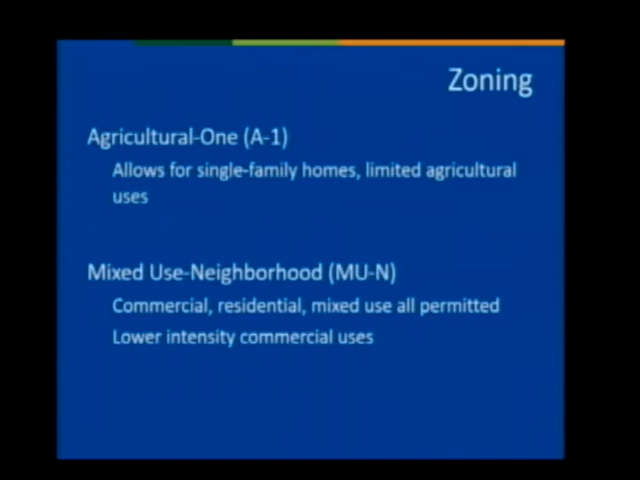 Zoning
Agricultural-One (A-1)
Allows for single-family homes, limited agricultural
uses
Mixed Use-Neighborhood (MU-N)
Commercial, residential, mixed use all permitted
Lower intensity commercial uses